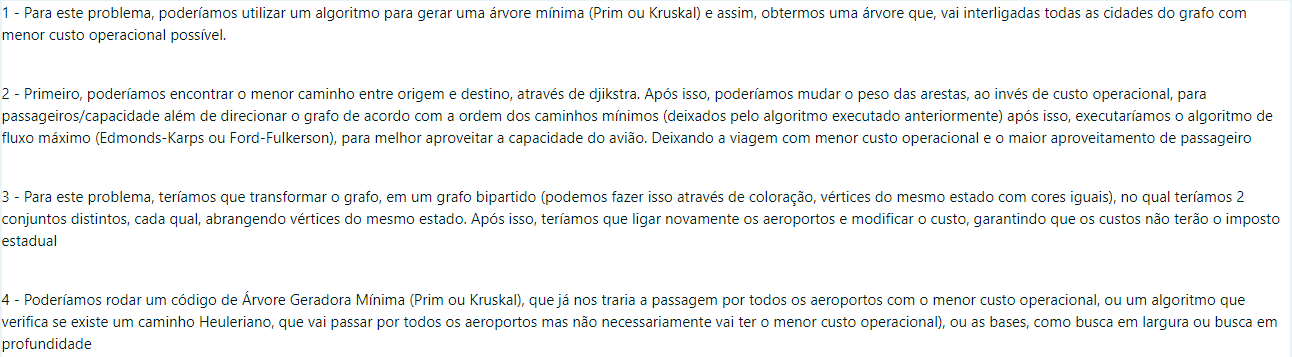 1 - Para este problema, poderíamos utilizar um algoritmo para gerar uma árvore mínima (Prim ou Kruskal) e assim, obtermos uma árvore que, vai interligadas todas as cidades do grafo com
menor custo operacional possível.
2 - Primeiro, poderíamos encontrar o menor caminho entre origem e destino, através de djikstra. Após isso, poderíamos mudar o peso das arestas, ao invés de custo operacional, para
passageiros/capacidade além de direcionar o grafo de acordo com a ordem dos caminhos mínimos (deixados pelo algoritmo executado anteriormente) após isso, executaríamos o algoritmo de
fluxo máximo (Edmonds-Karps ou Ford-Fulkerson), para melhor aproveitar a capacidade do avião. Deixando a viagem com menor custo operacional e o maior aproveitamento de passageiro
3 - Para este problema, teríamos que transformar o grafo, em um grafo bipartido (podemos fazer isso através de coloração, vértices do mesmo estado com cores iguais), no qual teríamos 2
conjuntos distintos, cada qual, abrangendo vértices do mesmo estado. Após isso, teríamos que ligar novamente os aeroportos e modificar o custo, garantindo que os custos não terão o imposto
estadual
4 - Poderíamos rodar um código de Árvore Geradora Mínima (Prim ou Kruskal), que já nos traria a passagem por todos os aeroportos com o menor custo operacional, ou um algoritmo que
verifica se existe um caminho Heuleriano, que vai passar por todos os aeroportos mas não necessariamente vai ter o menor custo operacional), ou as bases, como busca em largura ou busca em
profundidade